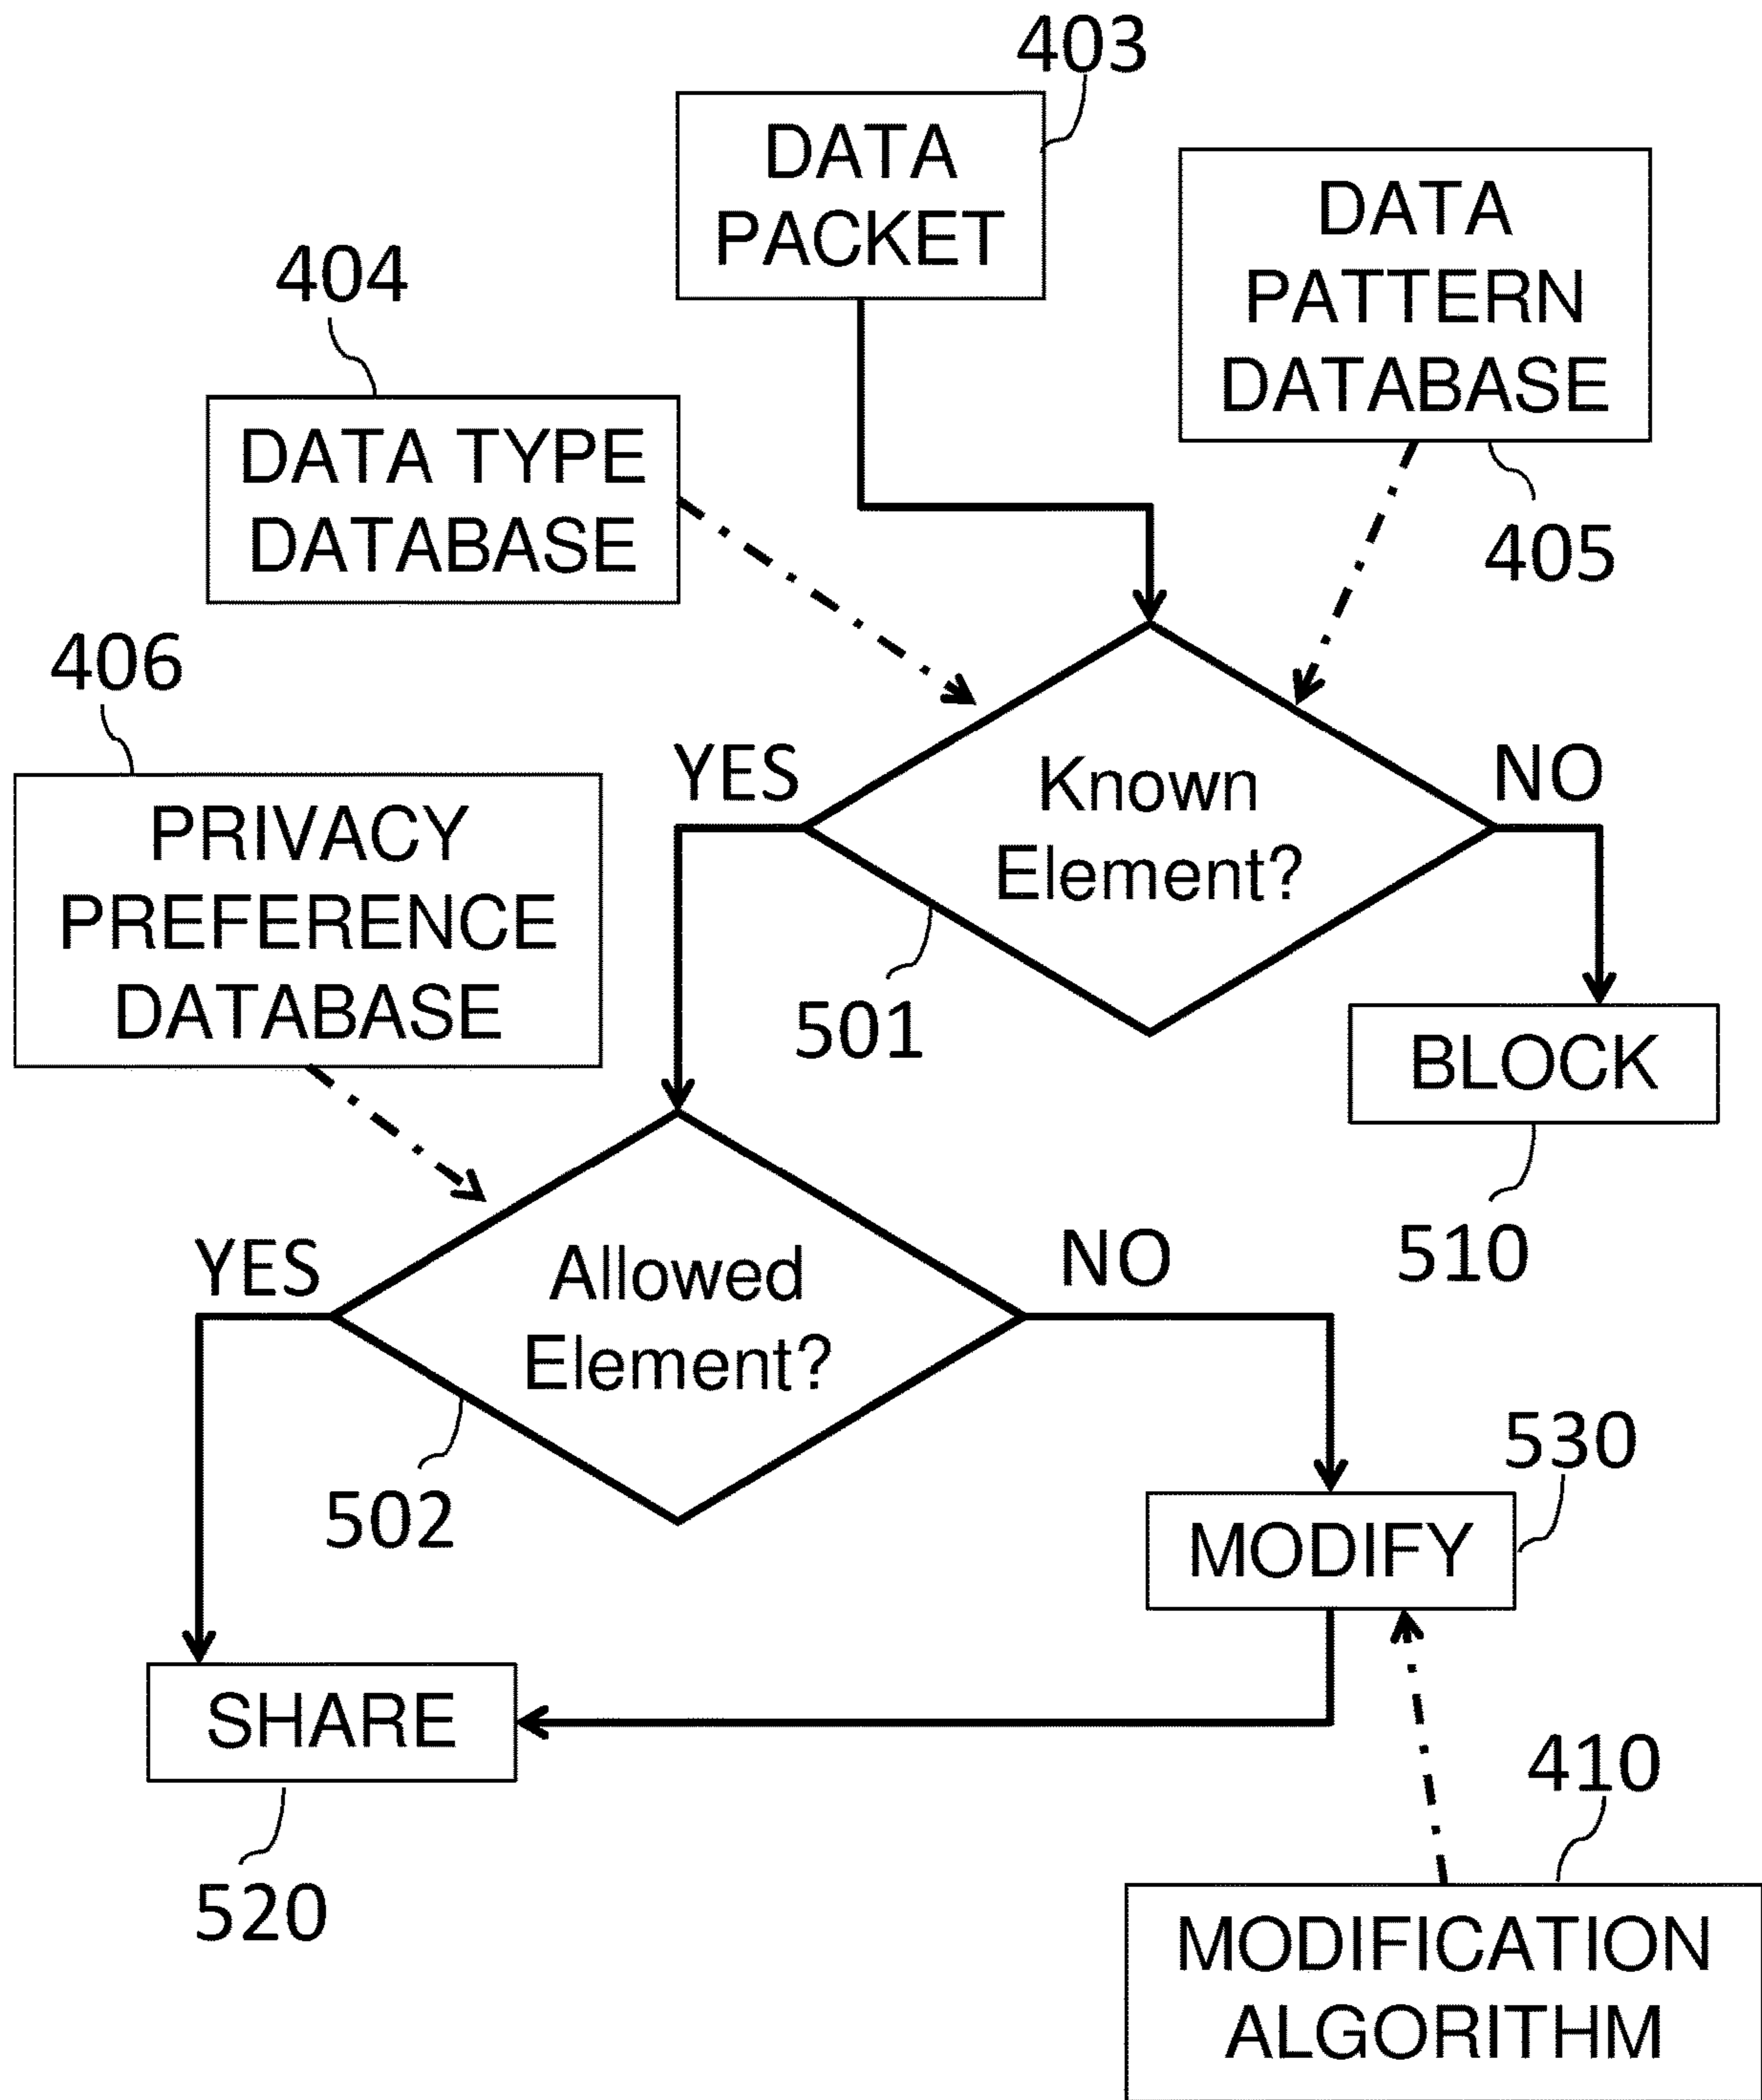 403
DATA
PACKET
DATA
PATTERN
DATABASE
405
404
DATA TYPE
DATABASE
406
PRIVACY
PREFERENCE
DATABASE
YES
Known
Element?
NO
501
BLOCK
510
YES
Allowed
Element?
NO
502
530
MODIFY
SHARE
520
410
MODIFICATION
ALGORITHM